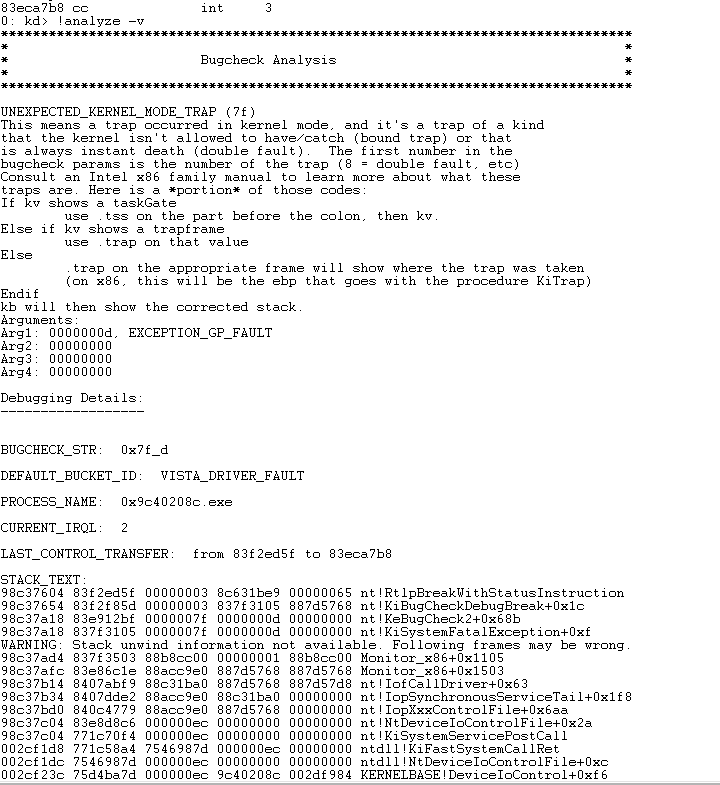 83eca7b8 cc              int     3
0: kd> !analyze -v
*******************************************************************************
*                                                                             *
*                        Bugcheck Analysis                                    *
*                                                                             *
*******************************************************************************
UNEXPECTED_KERNEL_MODE_TRAP (7f)
This means a trap occurred in kernel mode, and it's a trap of a kind
that the kernel isn't allowed to have/catch (bound trap) or that
is always instant death (double fault).  The first number in the
bugcheck params is the number of the trap (8 = double fault, etc)
Consult an Intel x86 family manual to learn more about what these
traps are. Here is a *portion* of those codes:
If kv shows a taskGate
        use .tss on the part before the colon, then kv.
Else if kv shows a trapframe
        use .trap on that value
Else
        .trap on the appropriate frame will show where the trap was taken
        (on x86, this will be the ebp that goes with the procedure KiTrap)
Endif
kb will then show the corrected stack.
Arguments:
Arg1: 0000000d, EXCEPTION_GP_FAULT
Arg2: 00000000
Arg3: 00000000
Arg4: 00000000
Debugging Details:
------------------
BUGCHECK_STR:  0x7f_d
DEFAULT_BUCKET_ID:  VISTA_DRIVER_FAULT
PROCESS_NAME:  0x9c40208c.exe
CURRENT_IRQL:  2
LAST_CONTROL_TRANSFER:  from 83f2ed5f to 83eca7b8
STACK_TEXT:
98c37604 83f2ed5f 00000003 8c631be9 00000065 nt!RtlpBreakWithStatusInstruction
98c37654 83f2f85d 00000003 837f3105 887d5768 nt!KiBugCheckDebugBreak+0x1c
98c37a18 83e912bf 0000007f 0000000d 00000000 nt!KeBugCheck2+0x68b
98c37a18 837f3105 0000007f 0000000d 00000000 nt!KiSystemFatalException+0xf
WARNING: Stack unwind information not available. Following frames may be wrong.
98c37ad4 837f3503 88b8cc00 00000001 88b8cc00 Monitor_x86+0x1105
98c37afc 83e86c1e 88acc9e0 887d5768 887d5768 Monitor_x86+0x1503
98c37b14 8407abf9 88c31ba0 887d5768 887d57d8 nt!IofCallDriver+0x63
98c37b34 8407dde2 88acc9e0 88c31ba0 00000000 nt!IopSynchronousServiceTail+0x1f8
98c37bd0 840c4779 88acc9e0 887d5768 00000000 nt!IopXxxControlFile+0x6aa
98c37c04 83e8d8c6 000000ec 00000000 00000000 nt!NtDeviceIoControlFile+0x2a
98c37c04 771c70f4 000000ec 00000000 00000000 nt!KiSystemServicePostCall
002cf1d8 771c58a4 7546987d 000000ec 00000000 ntdll!KiFastSystemCallRet
002cf1dc 7546987d 000000ec 00000000 00000000 ntdll!NtDeviceIoControlFile+0xc
002cf23c 75d4ba7d 000000ec 9c40208c 002df984 KERNELBASE!DeviceIoControl+0xf6